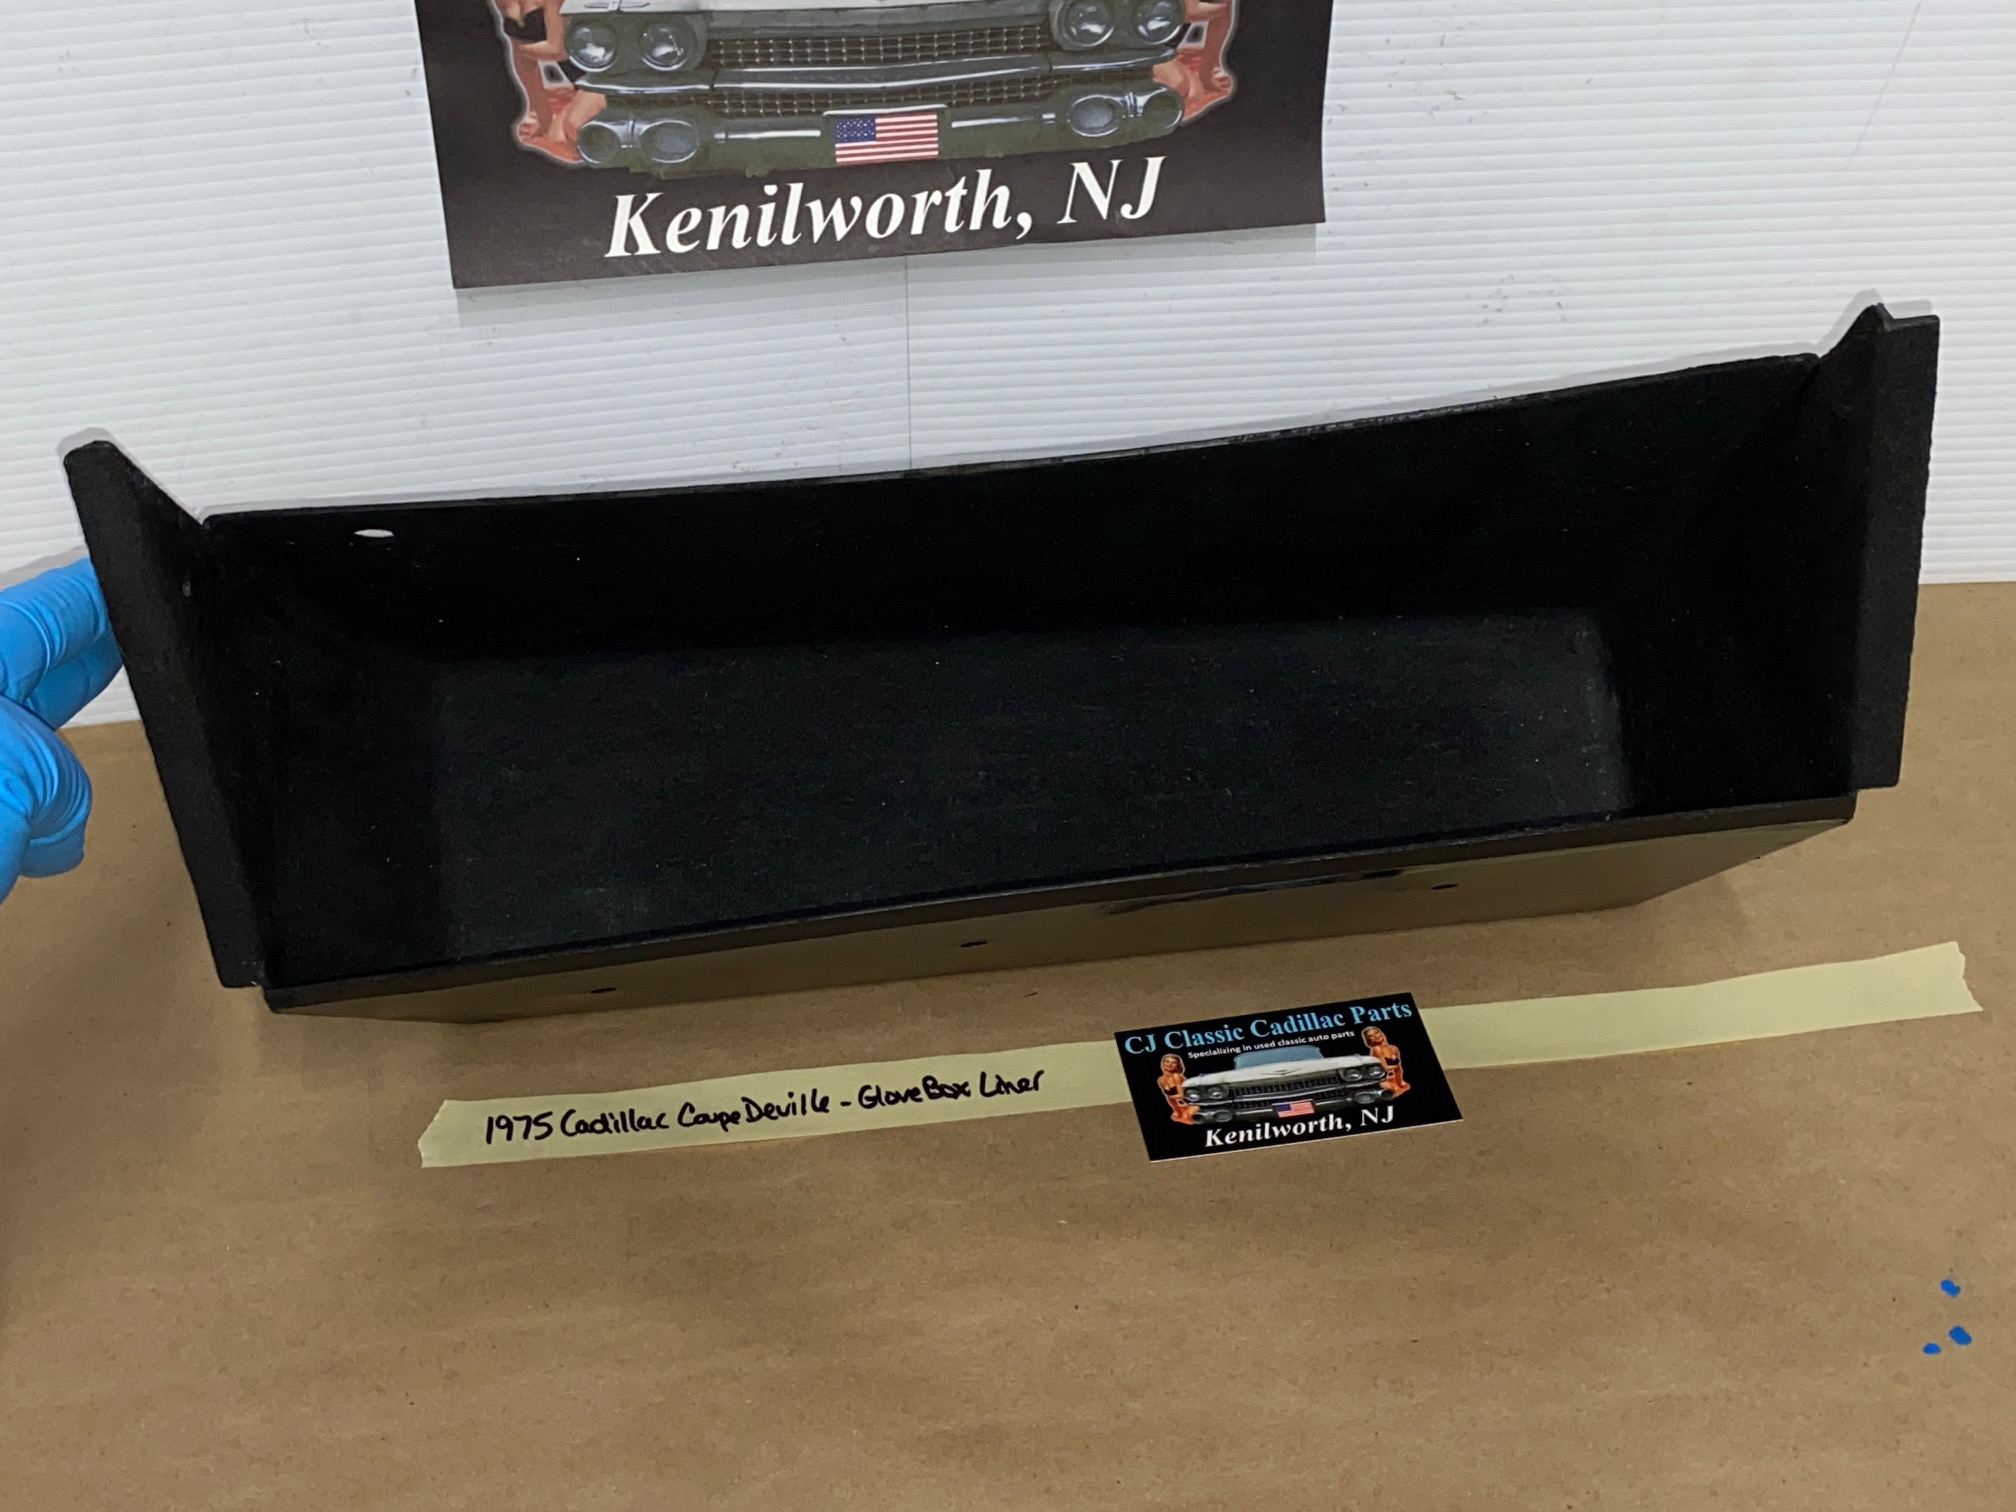 Kenilworth, NJ
1975 Cadillac Coupe Deville - Glove Box Liner
CJ Classic Cadillac Parts
Specializing in used classic auto parts
Kenilworth, NJ